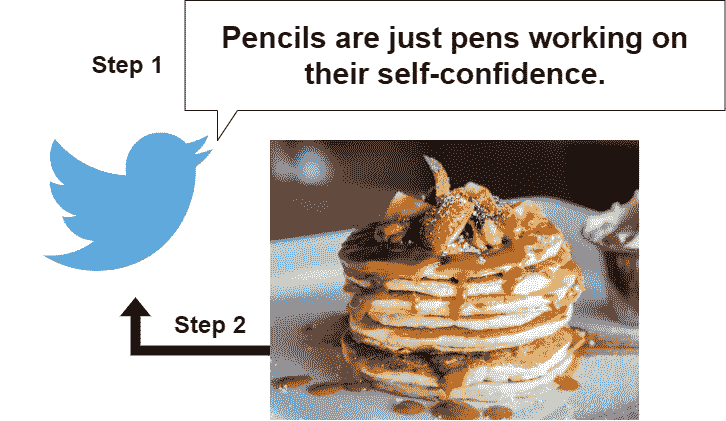 Step 1
Pencils are just pens working on
their self-confidence.
Step 2